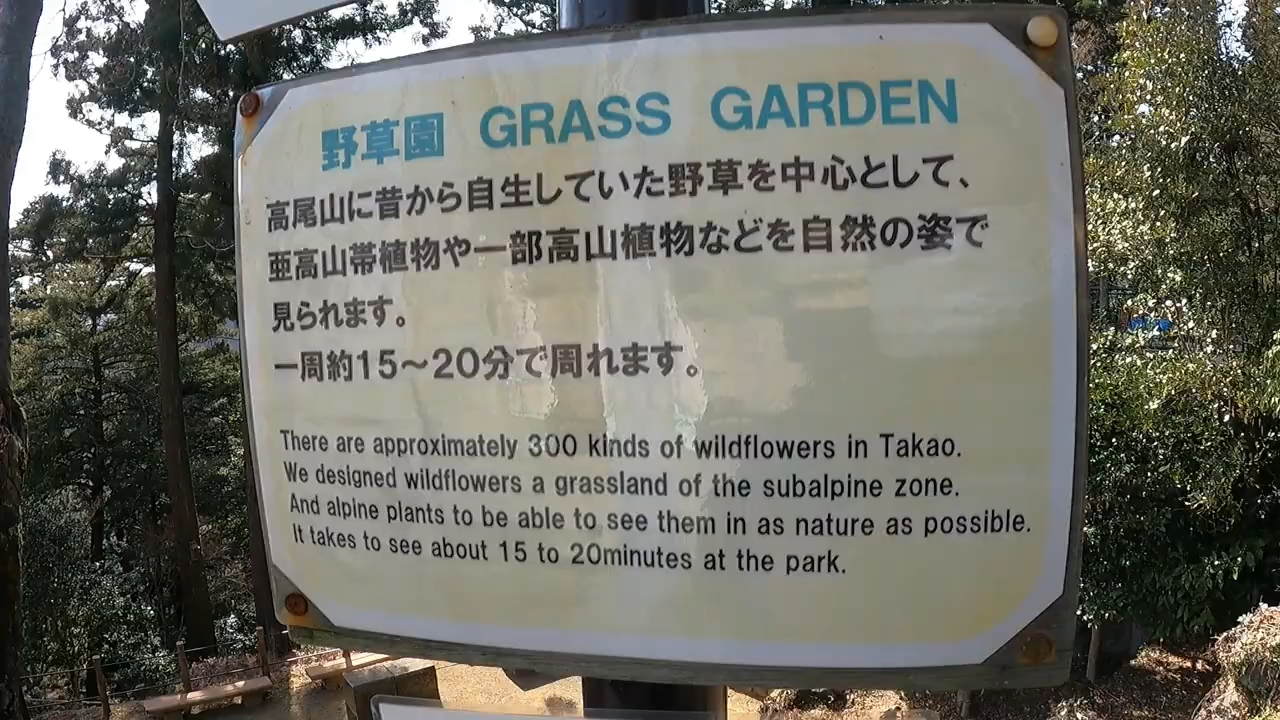 野草園 GRASS GARDEN
高尾山に昔から自生していた野草を中心として、
亜高山帯植物や一部高山植物などを自然の姿で
見られます。
一周約15～20分で周れます。
There are approximately 300 kinds of wildflowers in Takao.
We designed wildflowers a grassland of the subalpine zone.
And alpine plants to be able to see them in as nature as possible.
It takes to see about 15 to 20minutes at the park.